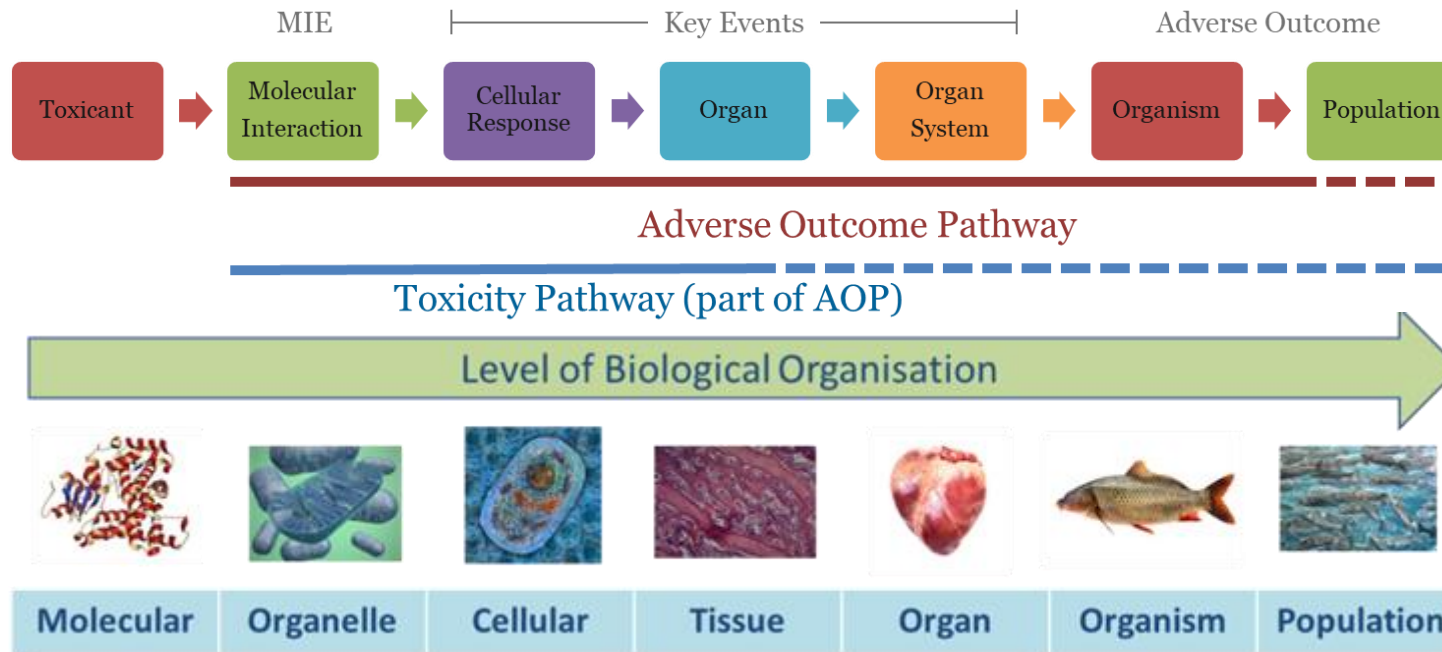 MIE
Key Events
Adverse Outcome
Toxicant
Molecular
Interaction
Cellular
Response
Organ
Organ
System
Organism
Population
Adverse Outcome Pathway
Toxicity Pathway (part of AOP)
Level of Biological Organisation
Molecular
Organelle
Cellular
Tissue
Organ
Organism
Population